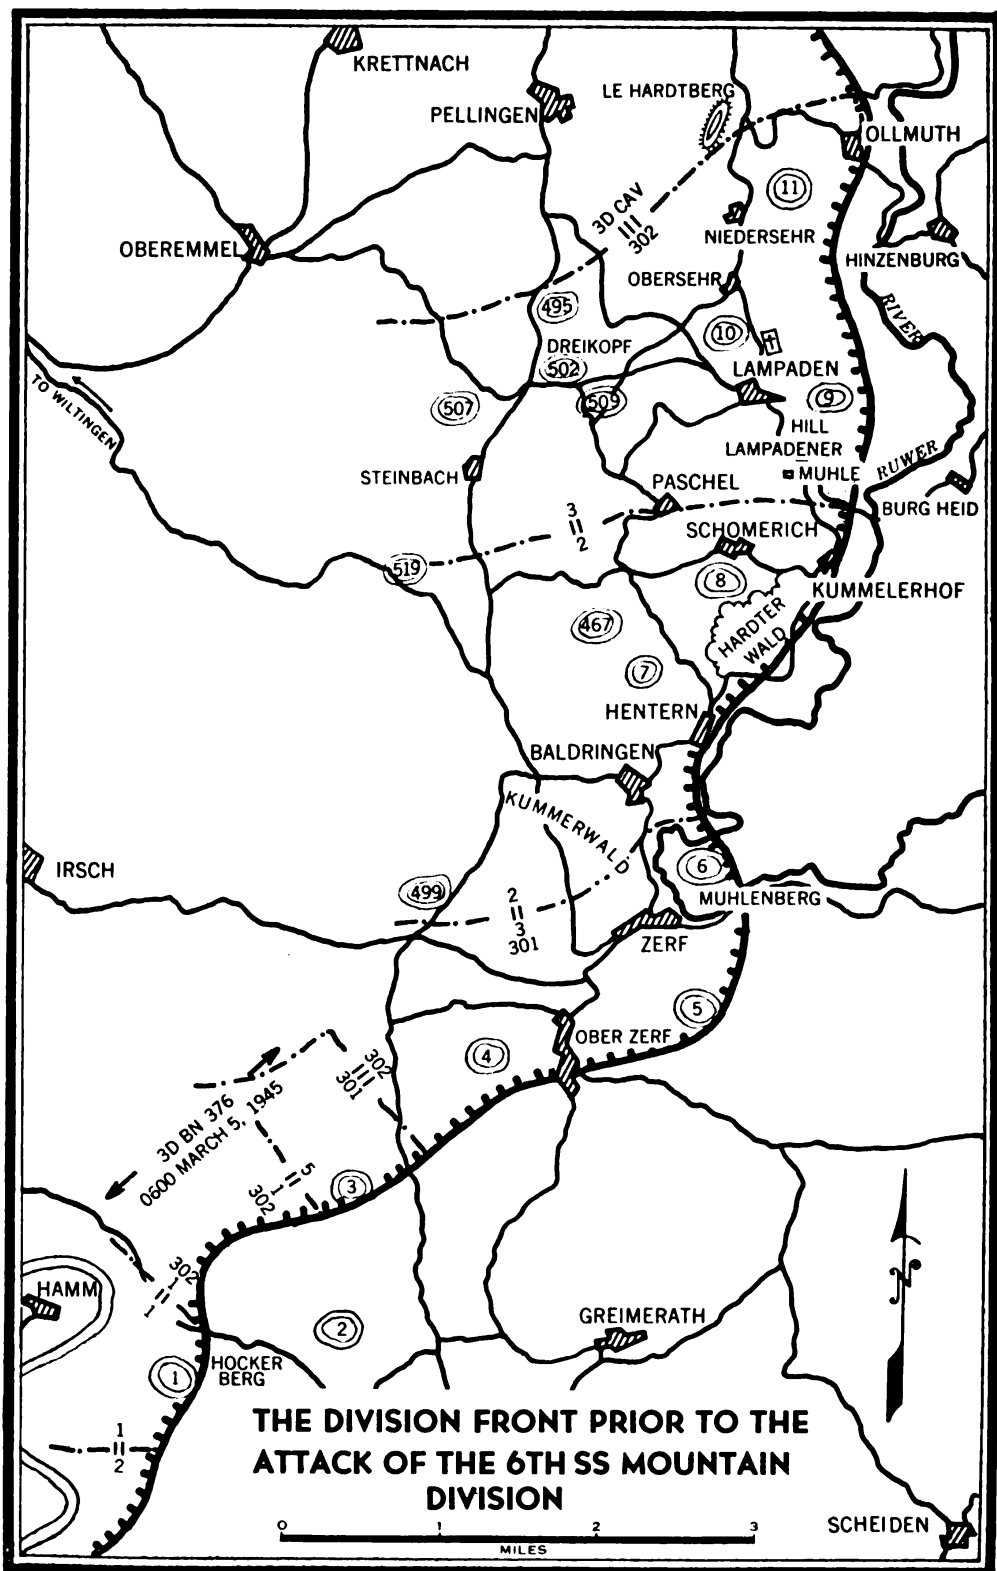 KRETTNACH
PELLINGEN
LE HARDTBERG
OLLMUTH
11
3D CAV
III
302
OBEREMMEL
NIEDERSEHR
HINZENBURG
OBERSEHR
RIVER
495
10
DREIKOPF
502
LAMPADEN
TO WILTINGEN
507
509
9
HILL
LAMPADENER
MUHLE
RUWER
STEINBACH
PASCHEL
BURG HEID
3
II
2
SCHOMERICH
519
8
KUMMELERHOF
467
HARDTER
WALD
7
HENTERN
BALDRINGEN
KUMMERWALD
IRSCH
6
499
MUHLENBERG
2
II
3
301
ZERF
5
OBER ZERF
4
302
III
301
3D BN 376
0600 MARCH 5, 1945
5
II
1
302
3
302
1
II
1
HAMM
2
GREIMERATH
HOCKER
BERG
1
1
II
2
N
THE DIVISION FRONT PRIOR TO THE
ATTACK OF THE 6TH SS MOUNTAIN
DIVISION
SCHEIDEN
0 1 2 3
MILES